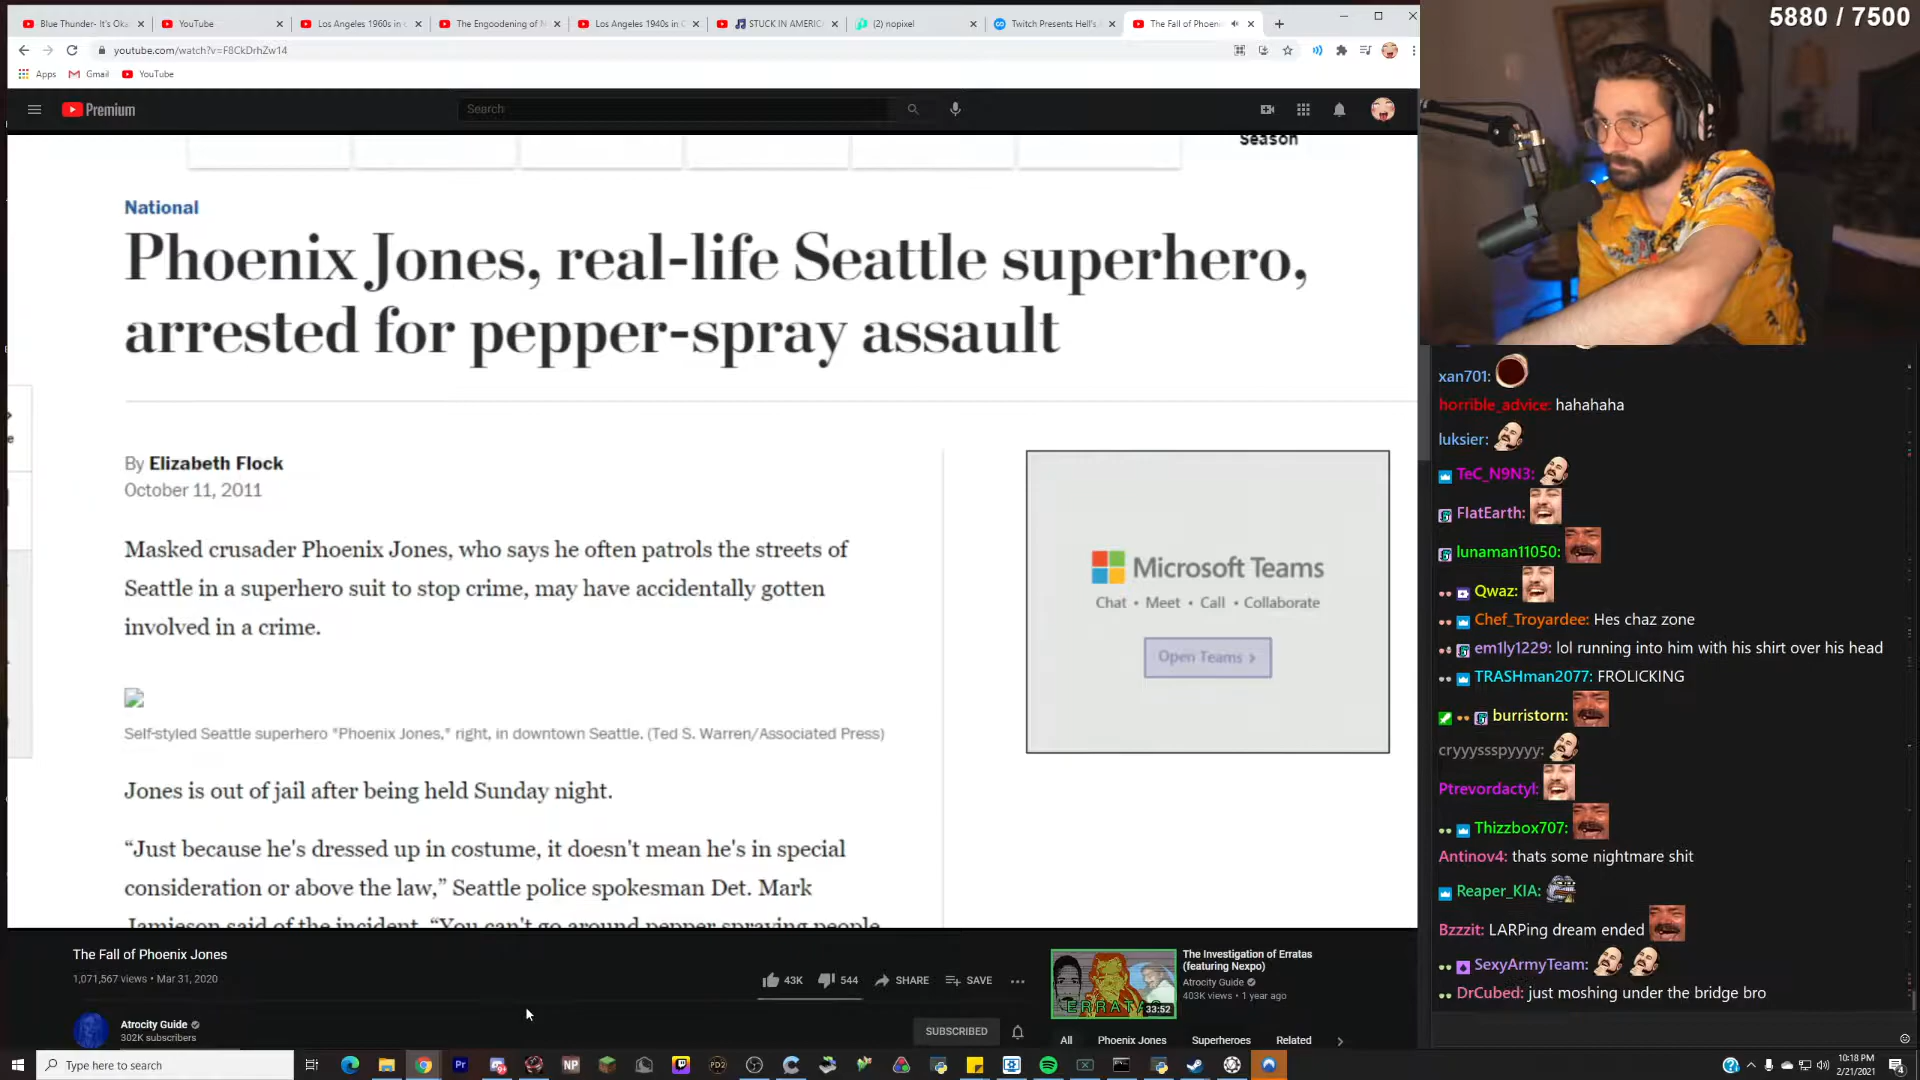 Blue Thunder- It's Oka
YouTube
Los Angeles 1960s in c
The Engoodening of N
Los Angeles 1940s in C
STUCK IN AMERIC
(2) nopixel
Twitch Presents Hell's
The Fall of Phoeni
5880 / 7500
youtube.com/watch?v=F8CkDrhZw14
Apps
Gmail
YouTube
Premium
Search
Season
National
Phoenix Jones, real-life Seattle superhero,
arrested for pepper-spray assault
By Elizabeth Flock
October 11, 2011
Masked crusader Phoenix Jones, who says he often patrols the streets of
Seattle in a superhero suit to stop crime, may have accidentally gotten
involved in a crime.
Self-styled Seattle superhero "Phoenix Jones," right, in downtown Seattle. (Ted S. Warren/Associated Press)
Jones is out of jail after being held Sunday night.
“Just because he's dressed up in costume, it doesn't mean he's in special
consideration or above the law,” Seattle police spokesman Det. Mark
Jamieson said of the incident. “You can't go around pepper spraying people
Microsoft Teams
Chat • Meet • Call • Collaborate
Open Teams >
The Fall of Phoenix Jones
1,071,567 views • Mar 31, 2020
43K
544
SHARE
SAVE
Atrocity Guide
302K subscribers
SUBSCRIBED
The Investigation of Erratas
(featuring Nexpo)
Atrocity Guide
403K views • 1 year ago
ERRATAS
33:52
All
Phoenix Jones
Superheroes
Related
xan701:
horrible_advice: hahahaha
luksier:
TeC_N9N3:
FlatEarth:
lunaman11050:
Qwaz:
Chef_Troyardee: Hes chaz zone
em1ly1229: lol running into him with his shirt over his head
TRASHman2077: FROLICKING
burristorn:
cryyyssspyyyy:
Ptrevordactyl:
Thizzbox707:
Antinov4: thats some nightmare shit
Reaper_KIA:
Bzzzit: LARPing dream ended
SexyArmyTeam:
DrCubed: just moshing under the bridge bro
Type here to search
Pr
NP
PD2
10:18 PM
2/21/2021